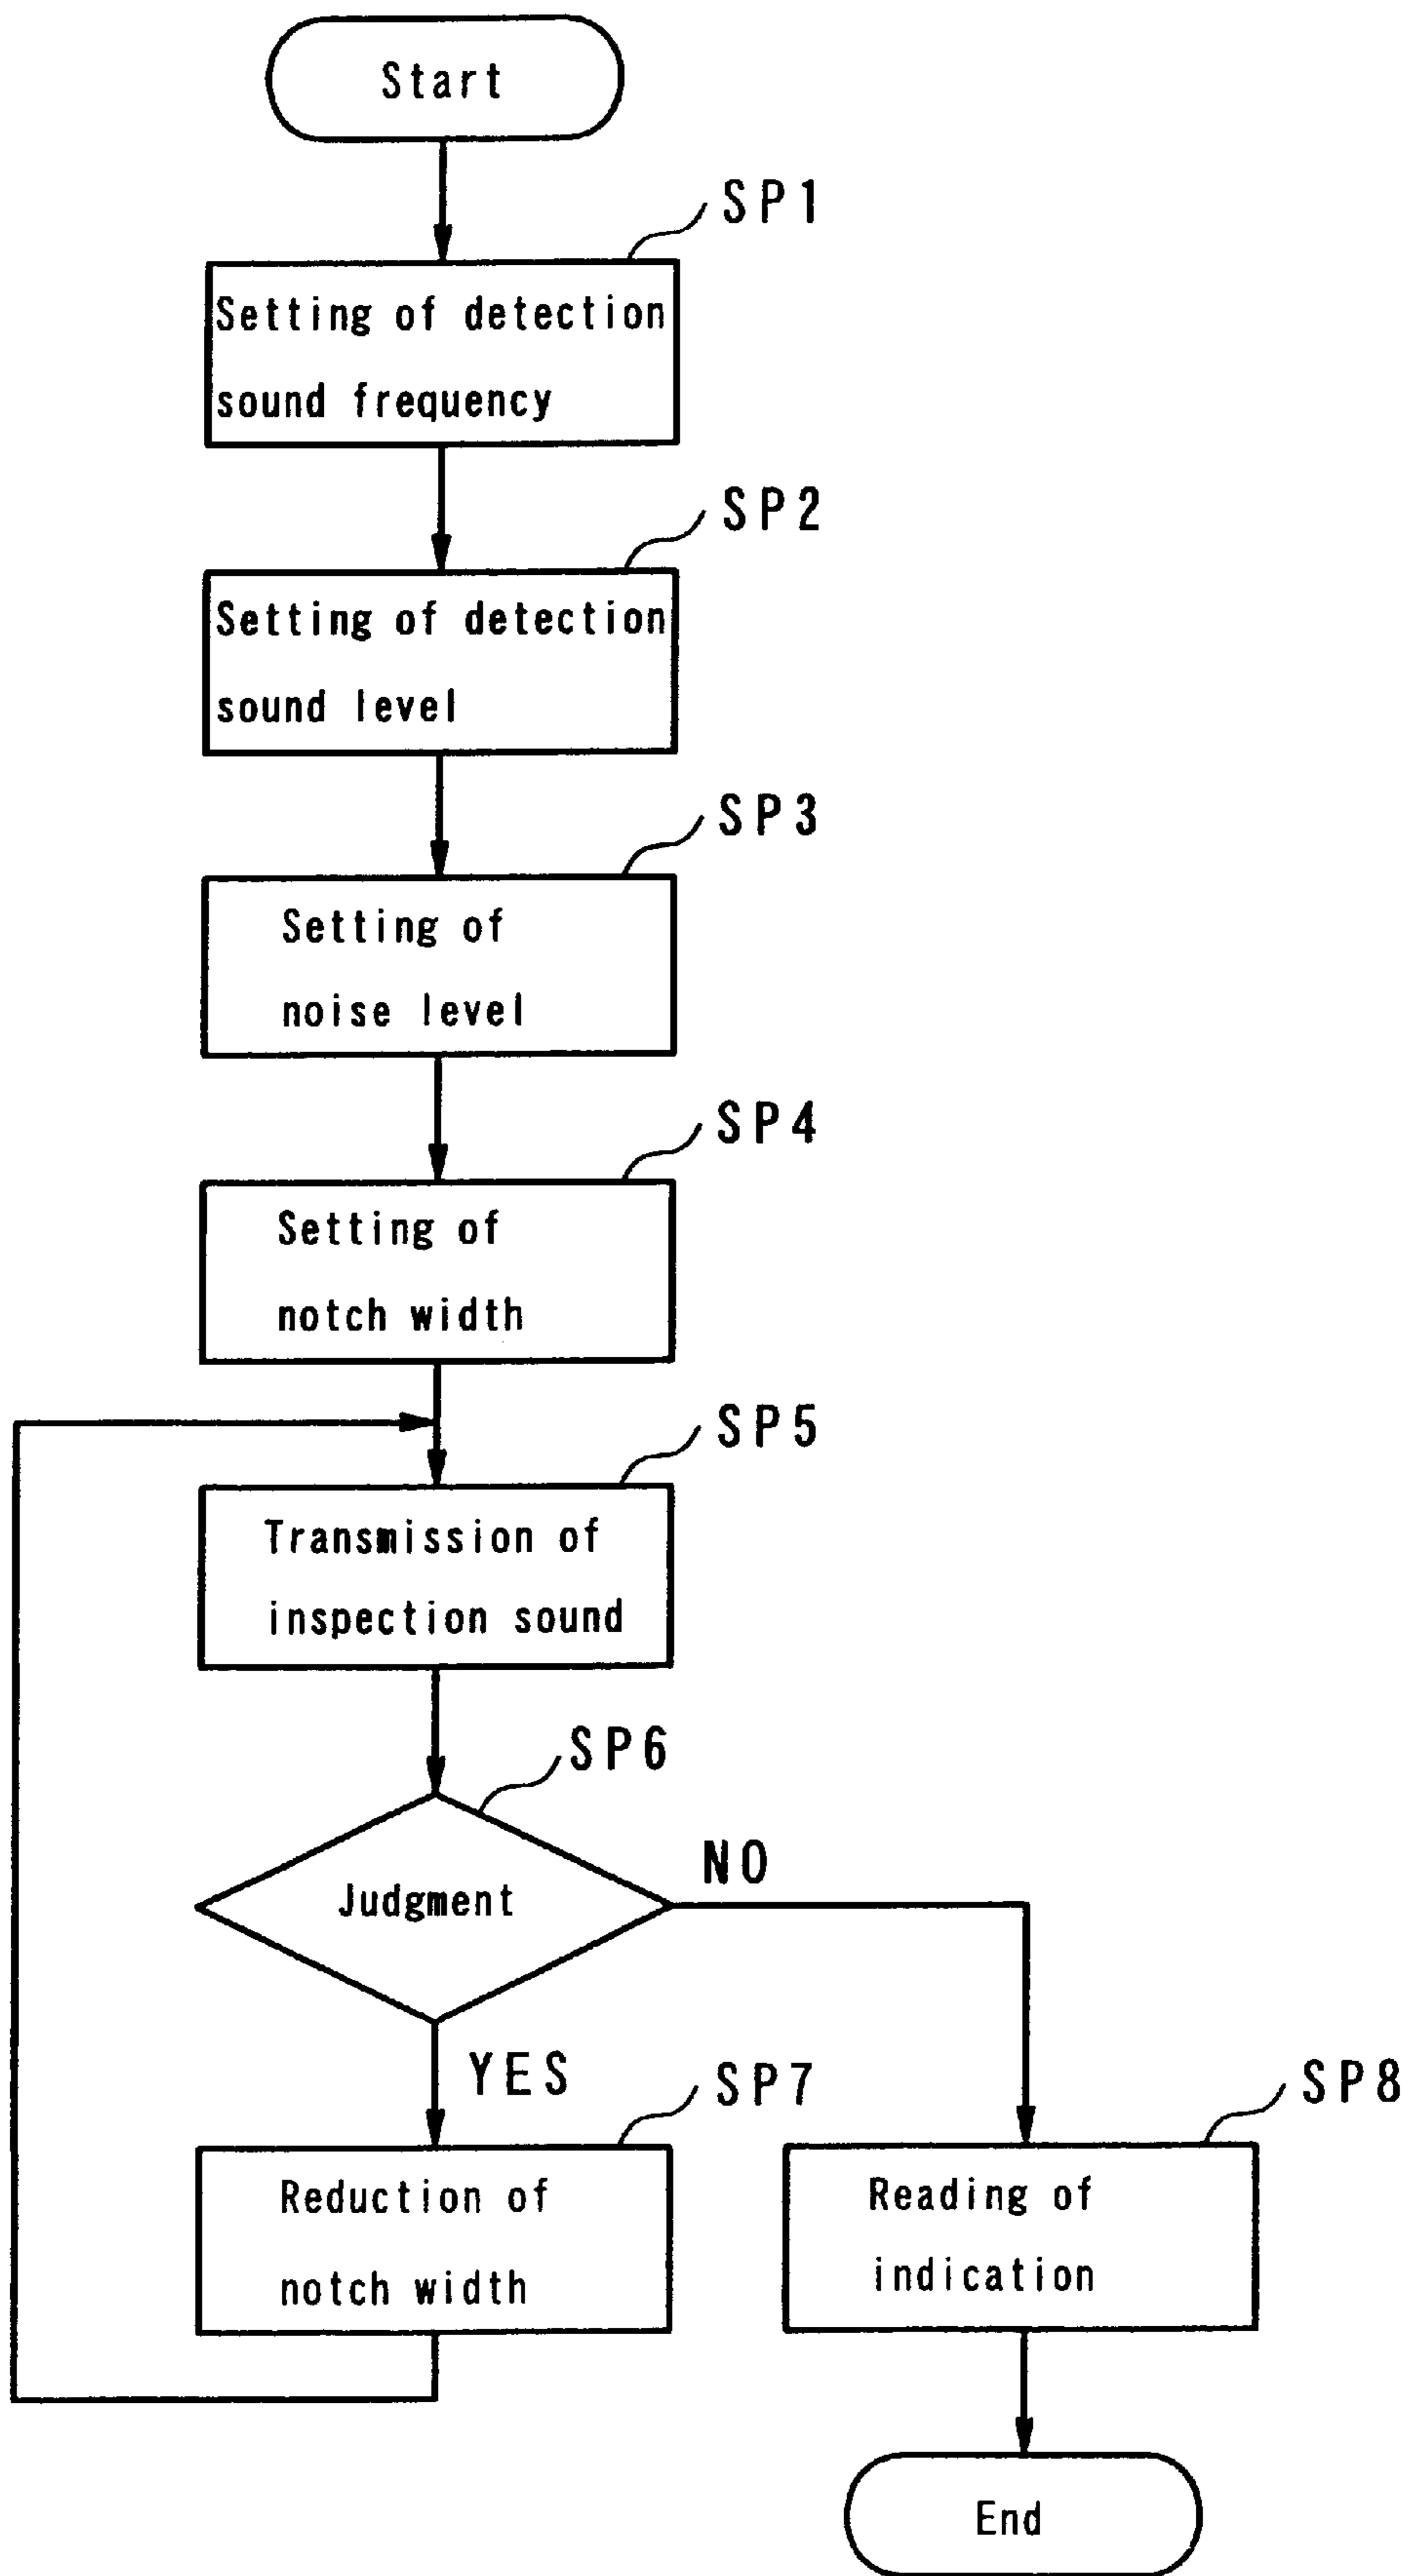 Start
SP1
Setting of detection
sound frequency
SP2
Setting of detection
sound level
SP3
Setting of
noise level
SP4
Setting of
notch width
SP5
Transmission of
inspection sound
SP6
Judgment
NO
YES
SP7
Reduction of
notch width
SP8
Reading of
indication
End